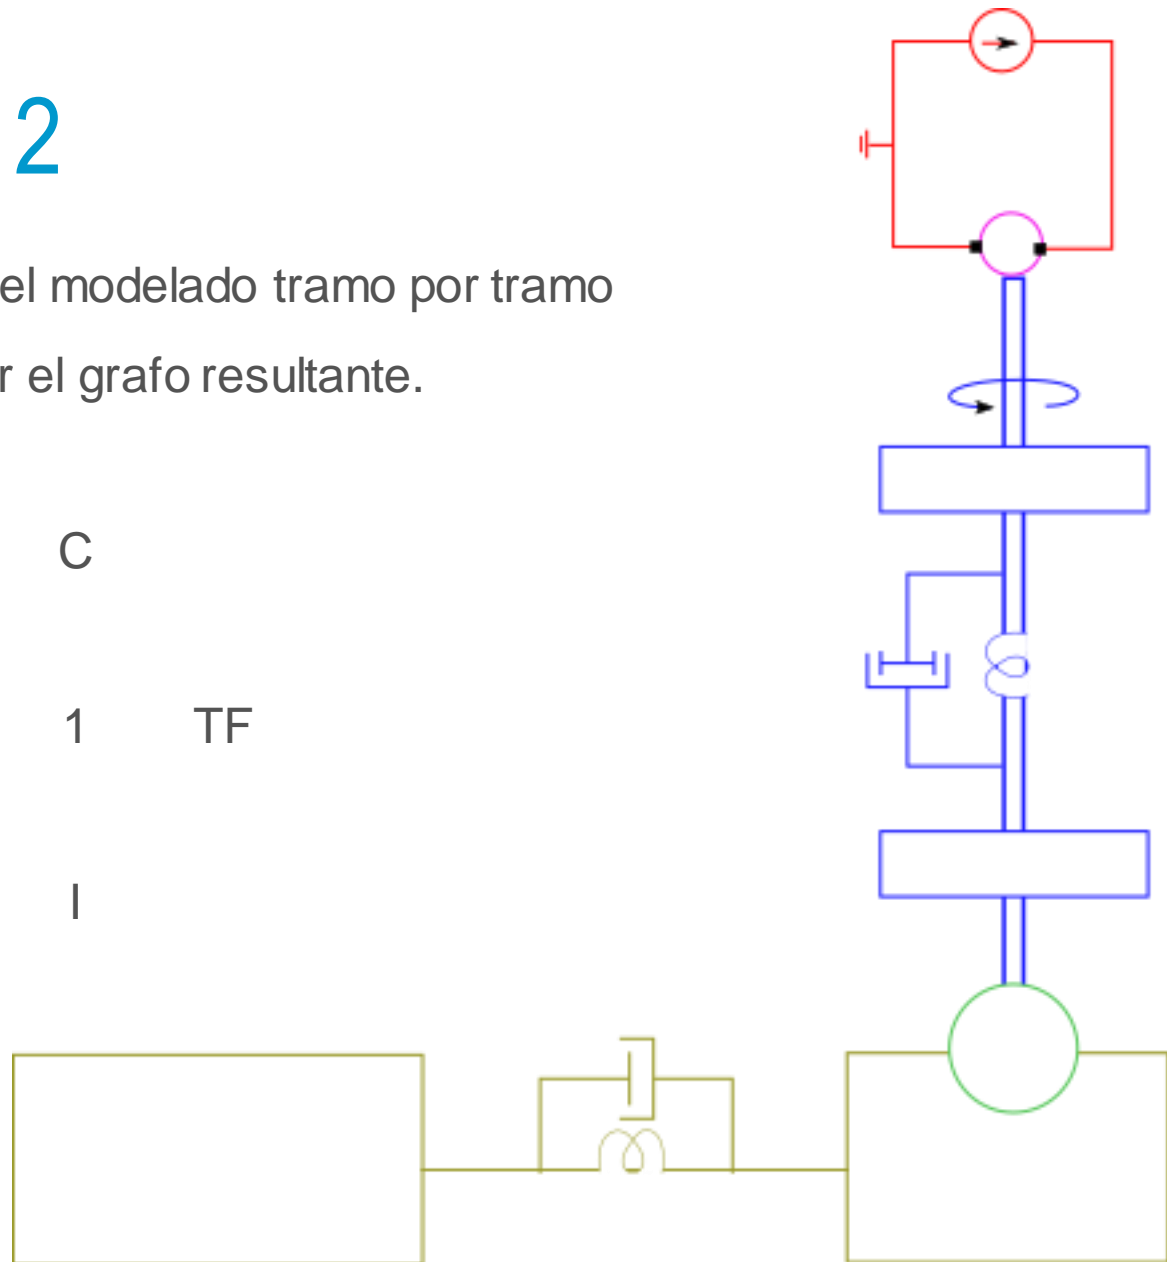 2
el modelado tramo por tramo
r el grafo resultante.
C
1 TF
I